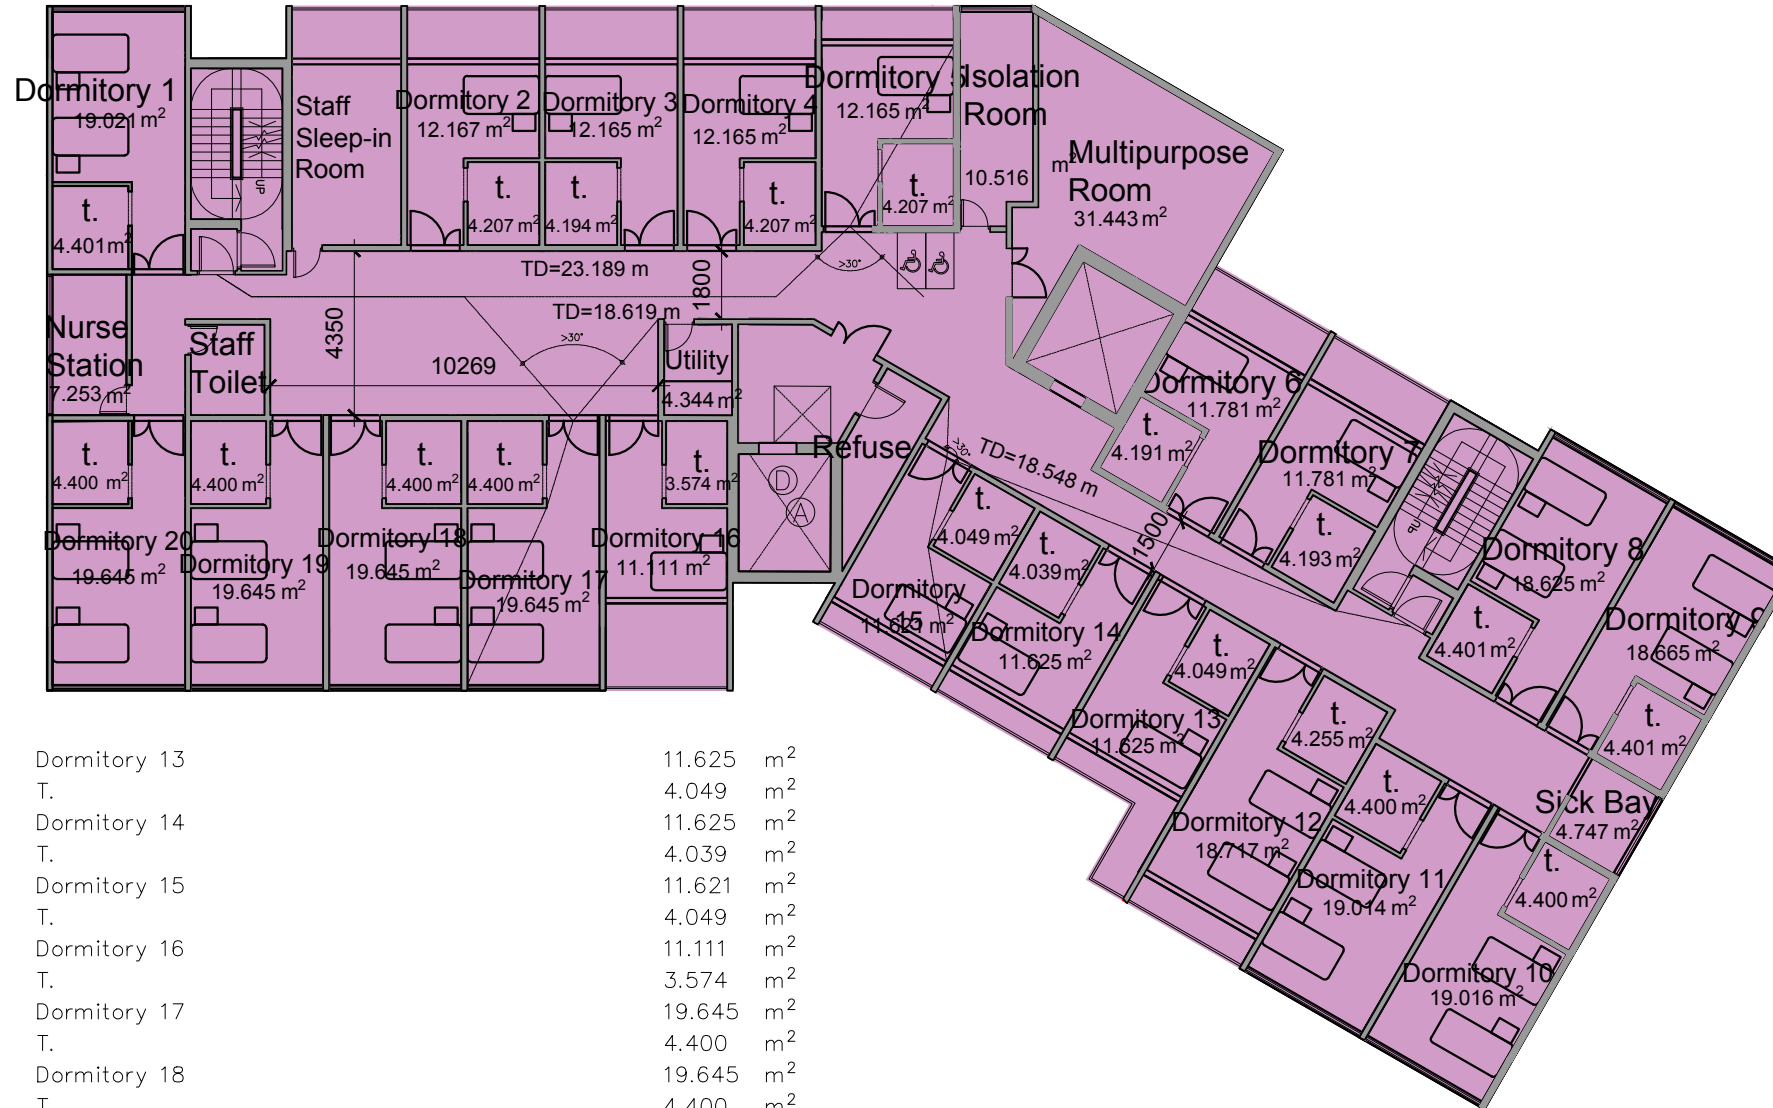 Dormitory 1
19.021 m²
t.
4.401 m²
UP
Staff
Sleep-in
Room
Dormitory 2
12.167 m²
t.
4.207 m²
Dormitory 3
12.165 m²
t.
4.194 m²
Dormitory 4
12.165 m²
t.
4.207 m²
Dormitory 5
12.165 m²
t.
4.207 m²
Isolation
Room
10.516 m²
Multipurpose
Room
31.443 m²
TD=23.189 m
TD=18.619 m
1800
>30°
>30°
4350
10269
Nurse
Station
7.253 m²
Staff
Toilet
Utility
4.344 m²
Refuse
D
A
t.
4.400 m²
Dormitory 20
19.645 m²
t.
4.400 m²
Dormitory 19
19.645 m²
t.
4.400 m²
Dormitory 18
19.645 m²
t.
4.400 m²
Dormitory 17
19.645 m²
t.
3.574 m²
Dormitory 16
11.111 m²
Dormitory 6
11.781 m²
t.
4.191 m²
Dormitory 7
11.781 m²
t.
4.193 m²
UP
>30°
TD=18.548 m
1500
Dormitory 8
18.625 m²
t.
4.401 m²
Dormitory 9
18.665 m²
t.
4.401 m²
Sick Bay
4.747 m²
t.
4.049 m²
Dormitory
15
11.621 m²
t.
4.039 m²
Dormitory 14
11.625 m²
t.
4.049 m²
Dormitory 13
11.625 m²
t.
4.255 m²
Dormitory 12
18.717 m²
t.
4.400 m²
Dormitory 11
19.014 m²
t.
4.400 m²
Dormitory 10
19.016 m²
Dormitory 13 11.625 m²
T. 4.049 m²
Dormitory 14 11.625 m²
T. 4.039 m²
Dormitory 15 11.621 m²
T. 4.049 m²
Dormitory 16 11.111 m²
T. 3.574 m²
Dormitory 17 19.645 m²
T. 4.400 m²
Dormitory 18 19.645 m²
T. 4.400 m²